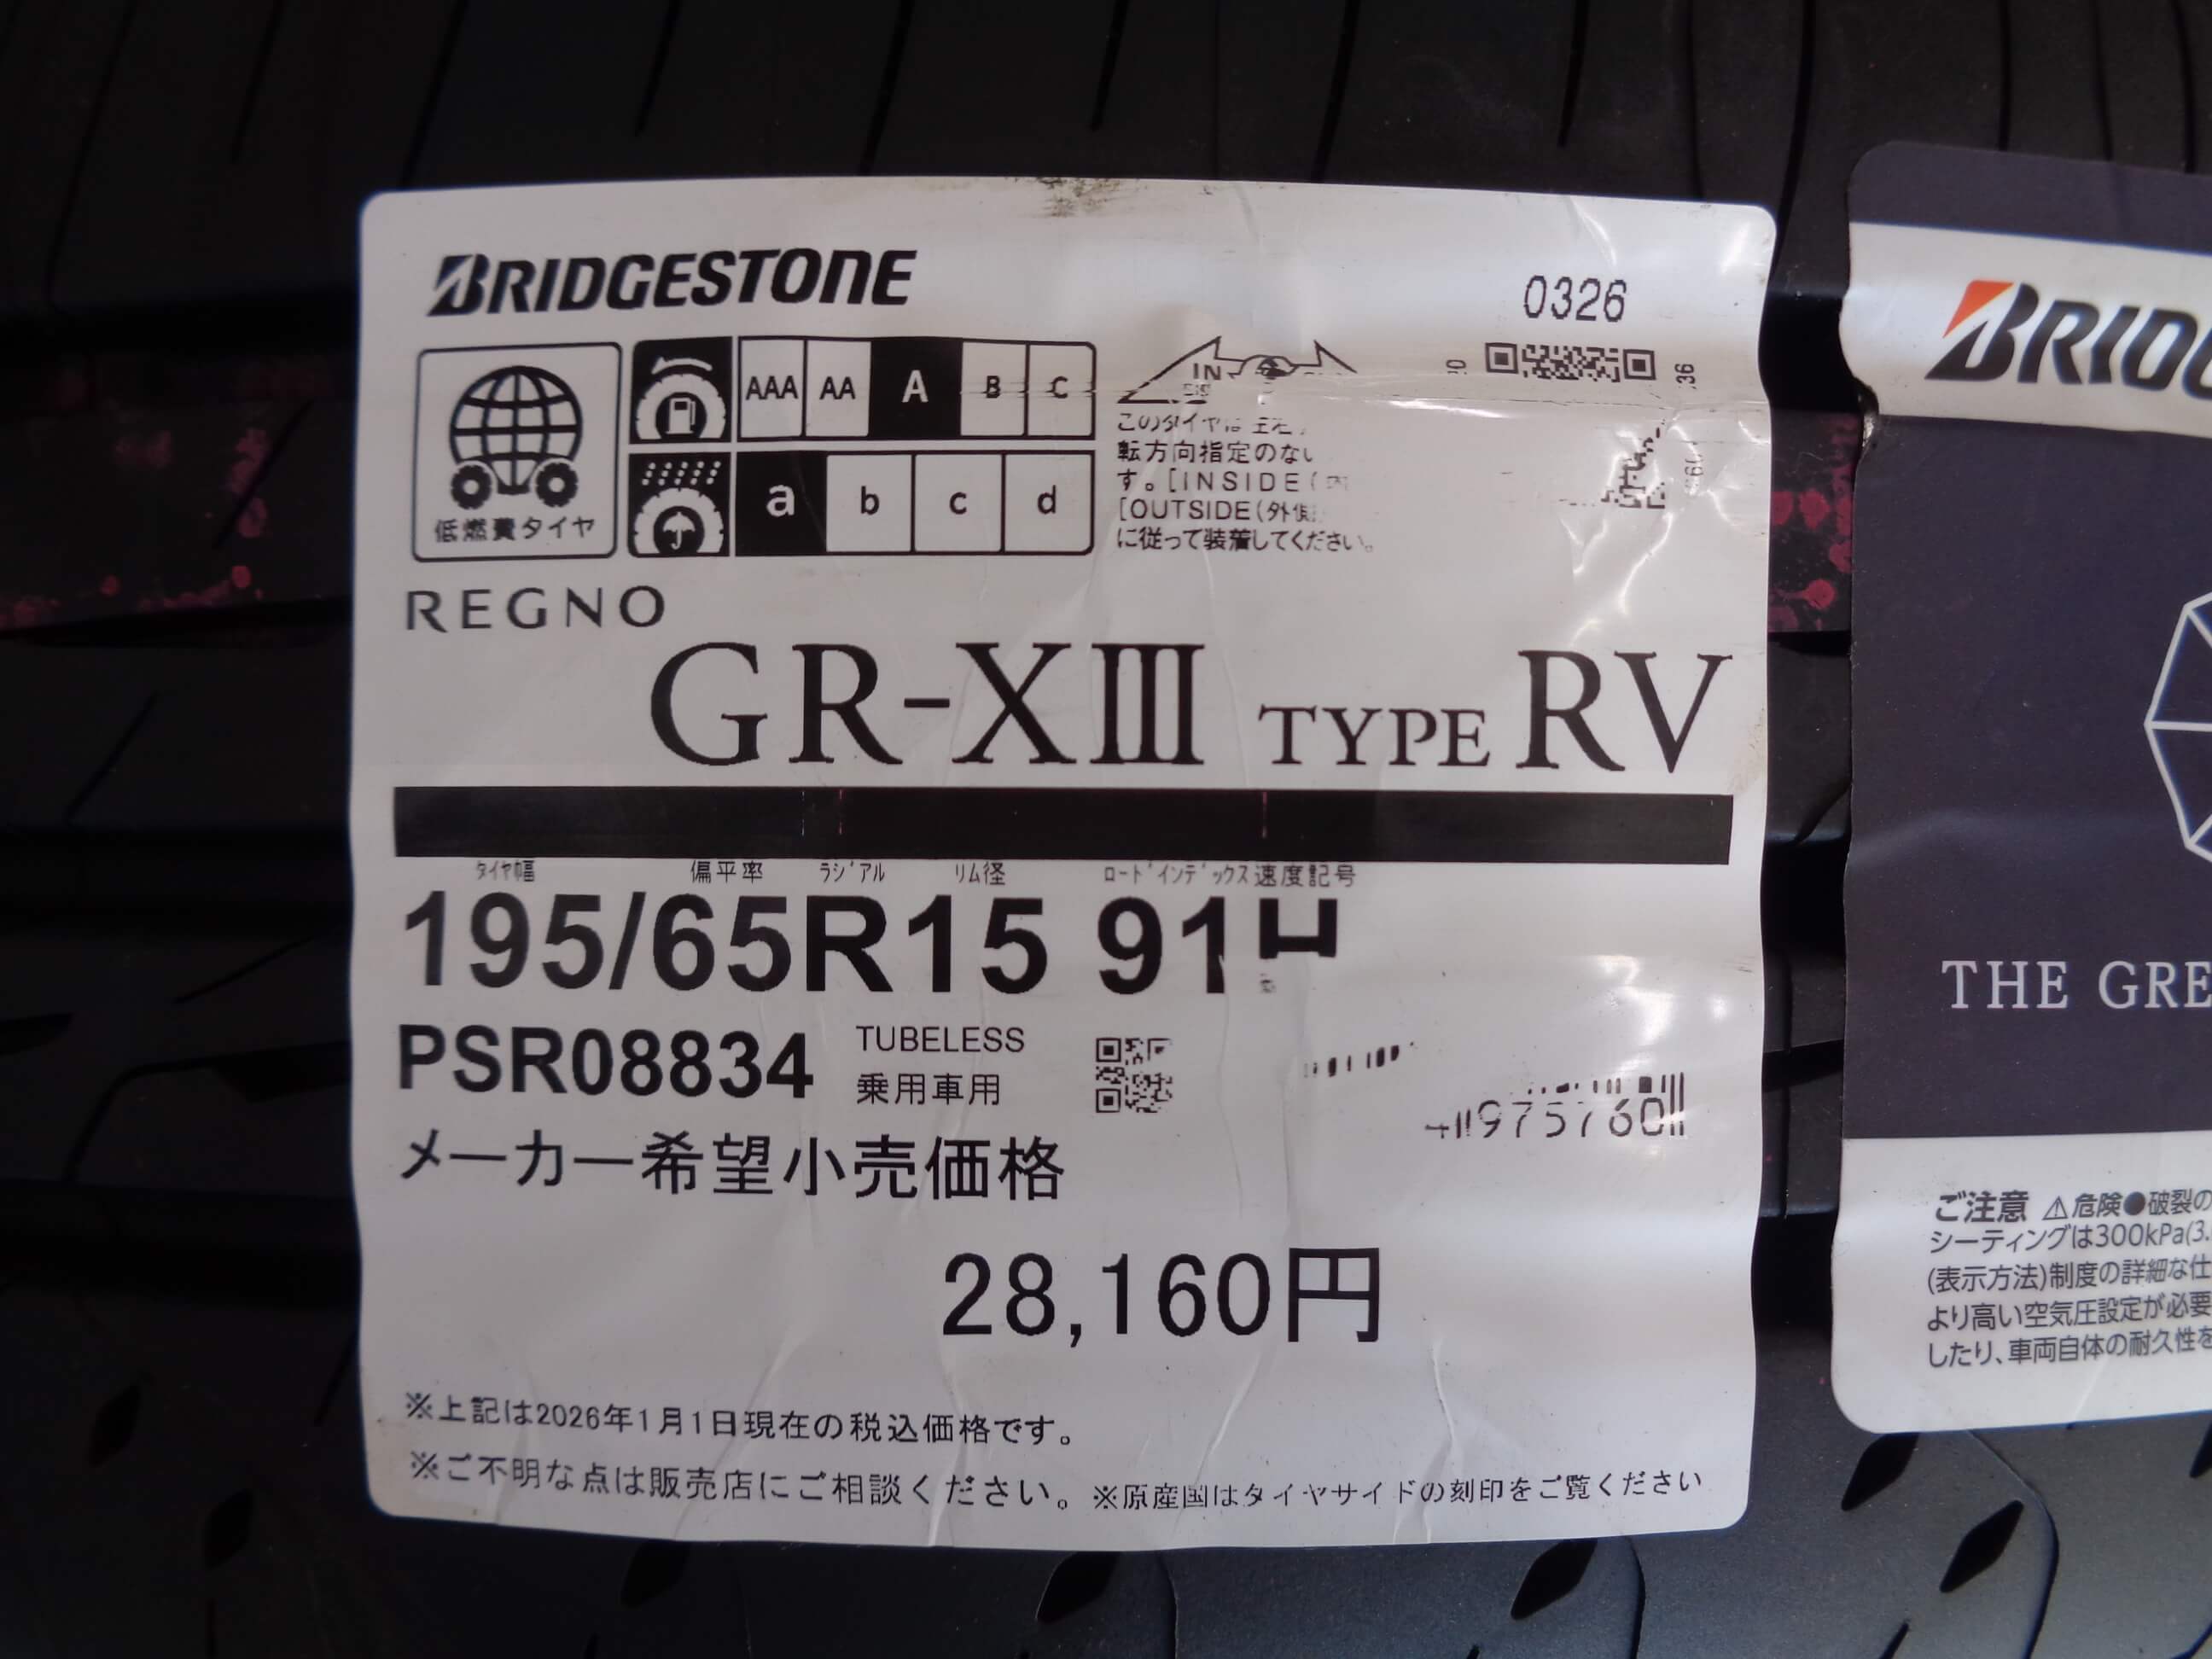 BRIDGESTONE
0326
AAA AA A B C
a b c d
低燃費タイヤ
IN
転方向指定のない
す。[INSIDE(
[OUTSIDE(外側
に従って装着してください。
REGNO
GR-XⅢ TYPE RV
タイヤ幅 偏平率 ラジアル リム径 ロードインデックス 速度記号
195/65R15 91H
PSR08834
TUBELESS
乗用車用
メーカー希望小売価格
28,160円
※上記は2026年1月1日現在の税込価格です。
※ご不明な点は販売店にご相談ください。※原産国はタイヤサイドの刻印をご覧ください
THE GRE
ご注意 ⚠危険●破裂の
シーティングは300kPa(3.
(表示方法)制度の詳細な仕
より高い空気圧設定が必要
したり、車両自体の耐久性を